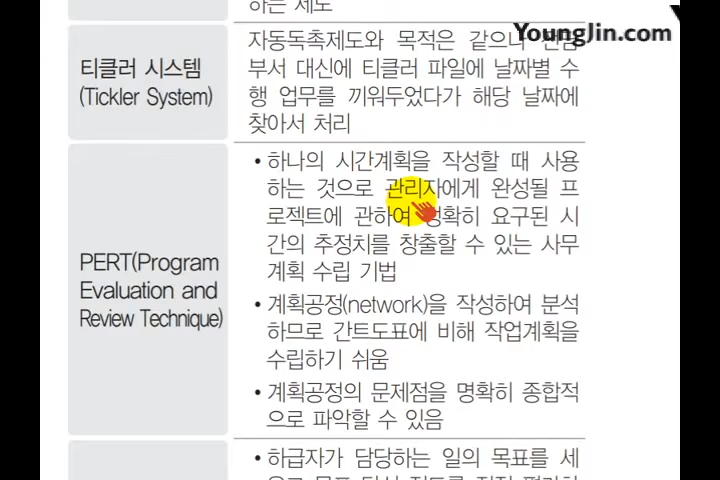 하는 제도
YoungJin.com
자동독촉제도와 목적은 같으나
티클러 시스템
(Tickler System)
부서 대신에 티클러 파일에 날짜별 수
행 업무를 끼워두었다가 해당 날짜에
찾아서 처리
PERT(Program
Evaluation and
Review Technique)
• 하나의 시간계획을 작성할 때 사용
하는 것으로 관리자에게 완성될 프
로젝트에 관하여 정확히 요구된 시
간의 추정치를 창출할 수 있는 사무
계획 수립 기법
• 계획공정(network)을 작성하여 분석
하므로 간트도표에 비해 작업계획을
수립하기 쉬움
• 계획공정의 문제점을 명확히 종합적
으로 파악할 수 있음
• 하급자가 담당하는 일의 목표를 세